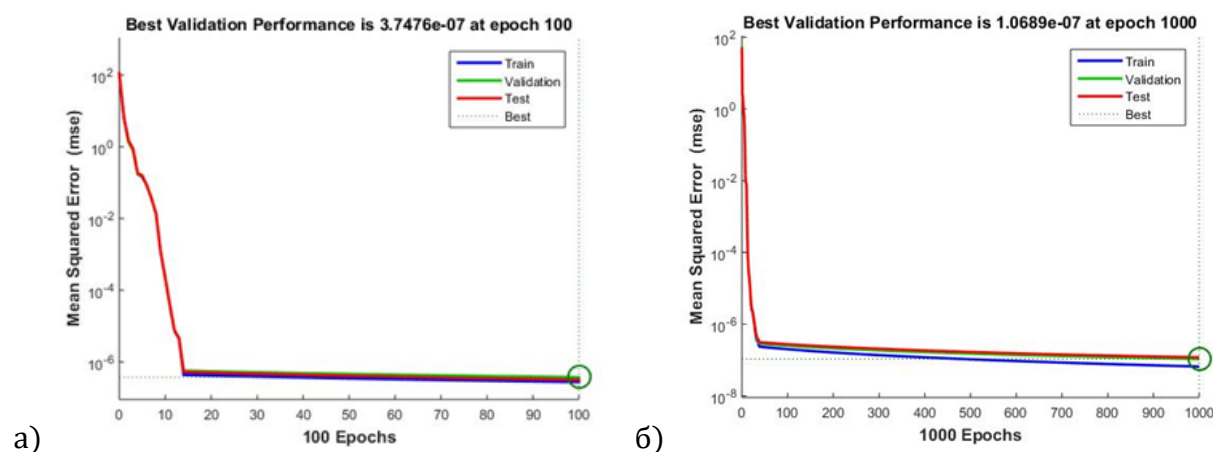 Best Validation Performance is 3.7476e-07 at epoch 100
Mean Squared Error (mse)
10^2
10^0
10^-2
10^-4
10^-6
Train
Validation
Test
Best
0 10 20 30 40 50 60 70 80 90 100
100 Epochs
а)
Best Validation Performance is 1.0689e-07 at epoch 1000
Mean Squared Error (mse)
10^2
10^0
10^-2
10^-4
10^-6
10^-8
Train
Validation
Test
Best
0 100 200 300 400 500 600 700 800 900 1000
1000 Epochs
б)